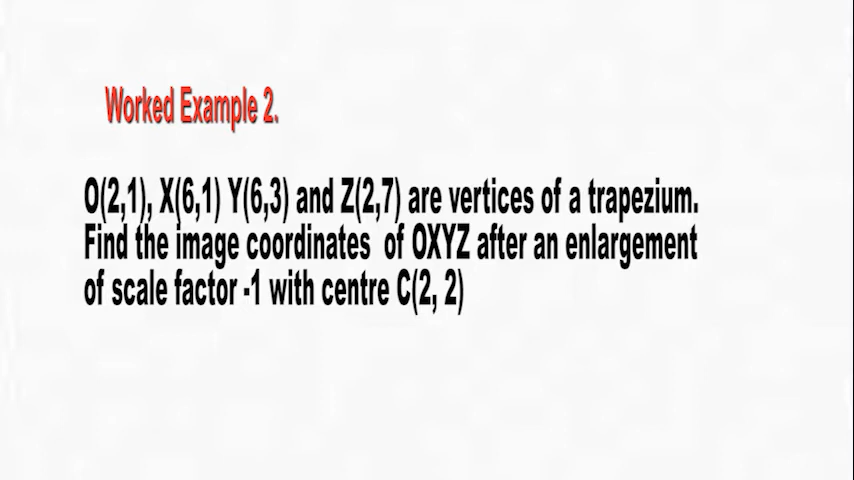 Worked Example 2.
O(2,1), X(6,1) Y(6,3) and Z(2,7) are vertices of a trapezium.
Find the image coordinates of OXYZ after an enlargement
of scale factor -1 with centre C(2, 2)